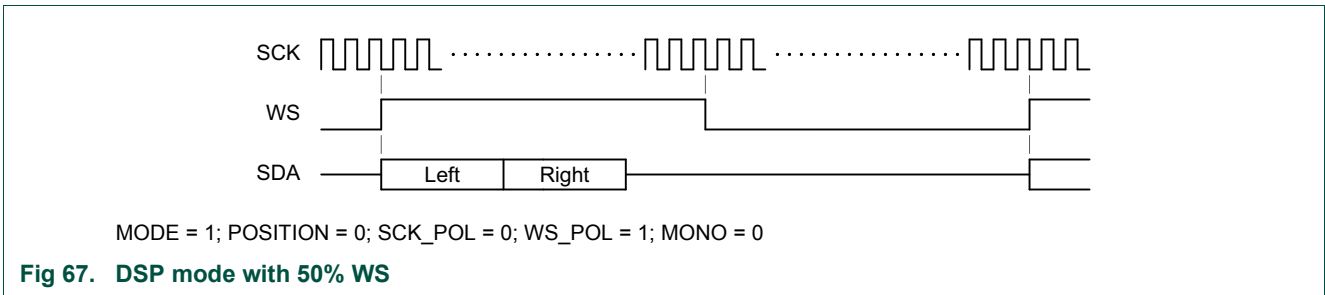 SCK
WS
SDA Left Right
MODE = 1; POSITION = 0; SCK_POL = 0; WS_POL = 1; MONO = 0
Fig 67. DSP mode with 50% WS